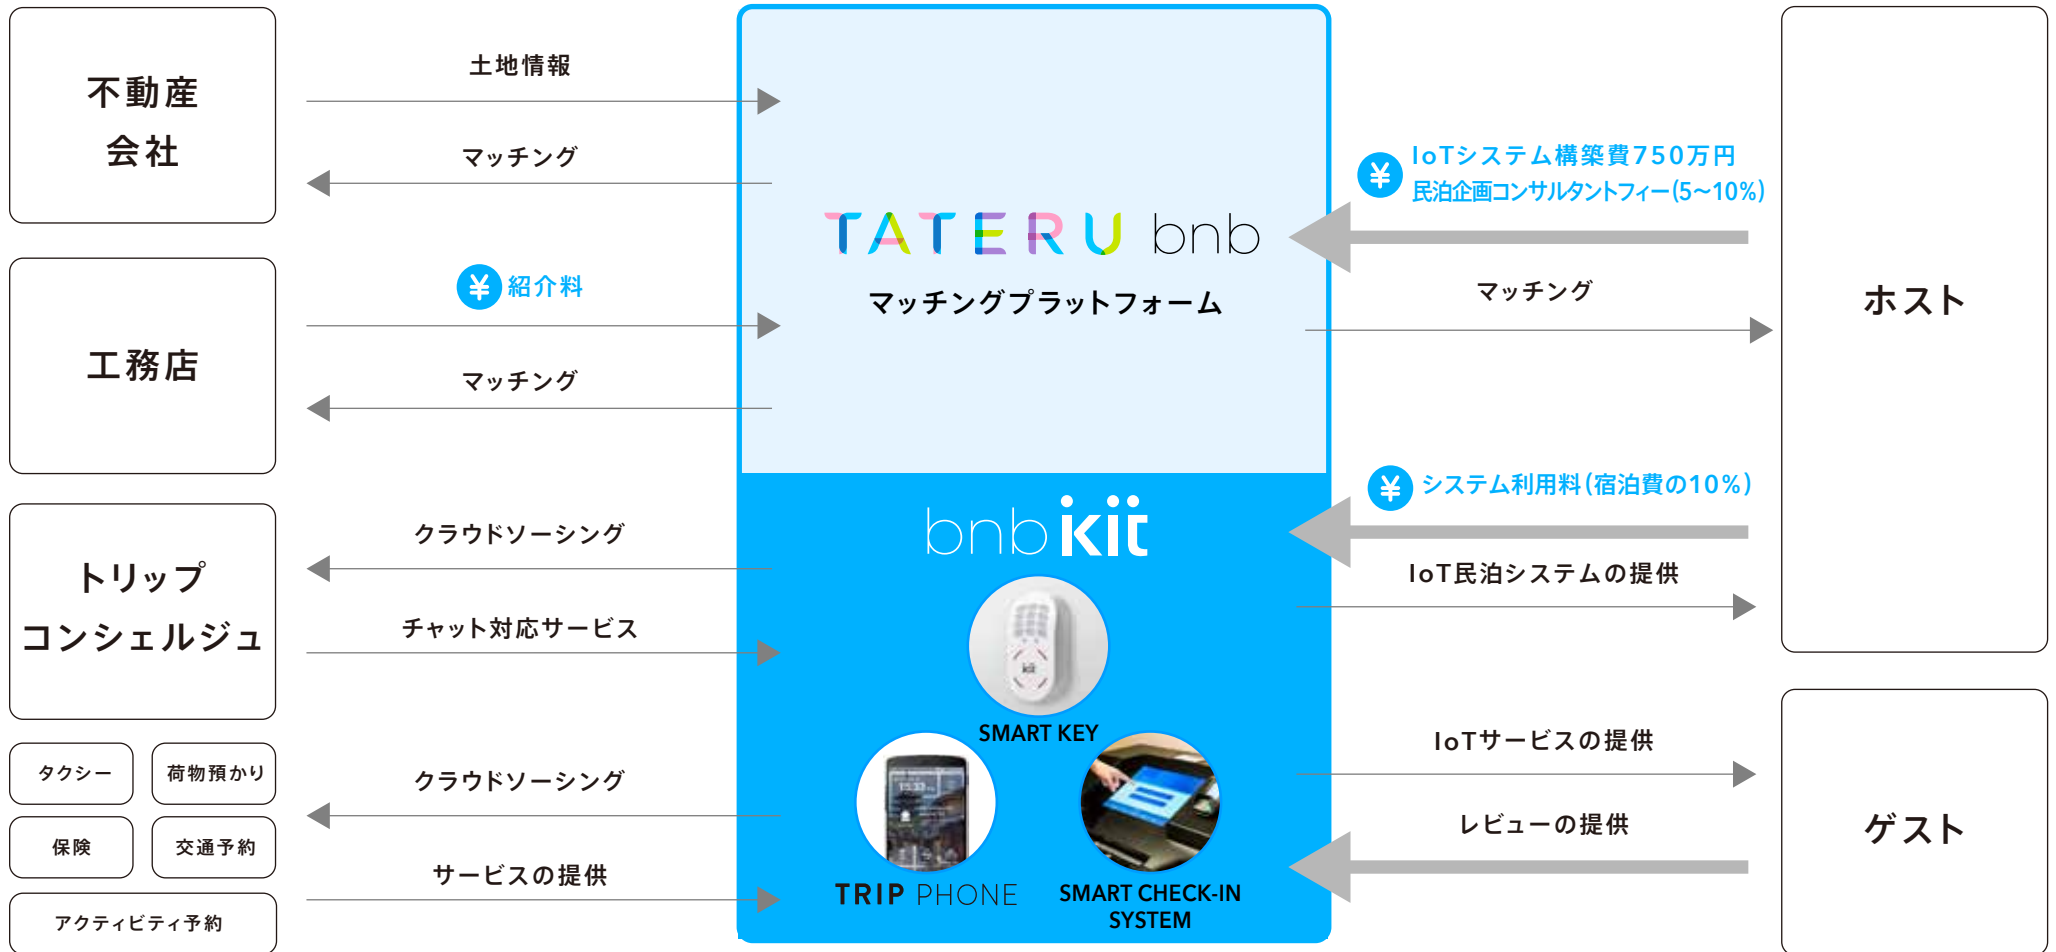 不動産
会社
土地情報
マッチング
工務店
¥ 紹介料
マッチング
トリップ
コンシェルジュ
クラウドソーシング
チャット対応サービス
タクシー
荷物預かり
保険
交通予約
アクティビティ予約
クラウドソーシング
サービスの提供
TATERU bnb
マッチングプラットフォーム
bnb kit
kit
SMART KEY
15:33
TRIP PHONE
SMART CHECK-IN
SYSTEM
¥ IoTシステム構築費750万円
民泊企画コンサルタントフィー(5〜10%)
マッチング
¥ システム利用料(宿泊費の10%)
IoT民泊システムの提供
ホスト
IoTサービスの提供
レビューの提供
ゲスト